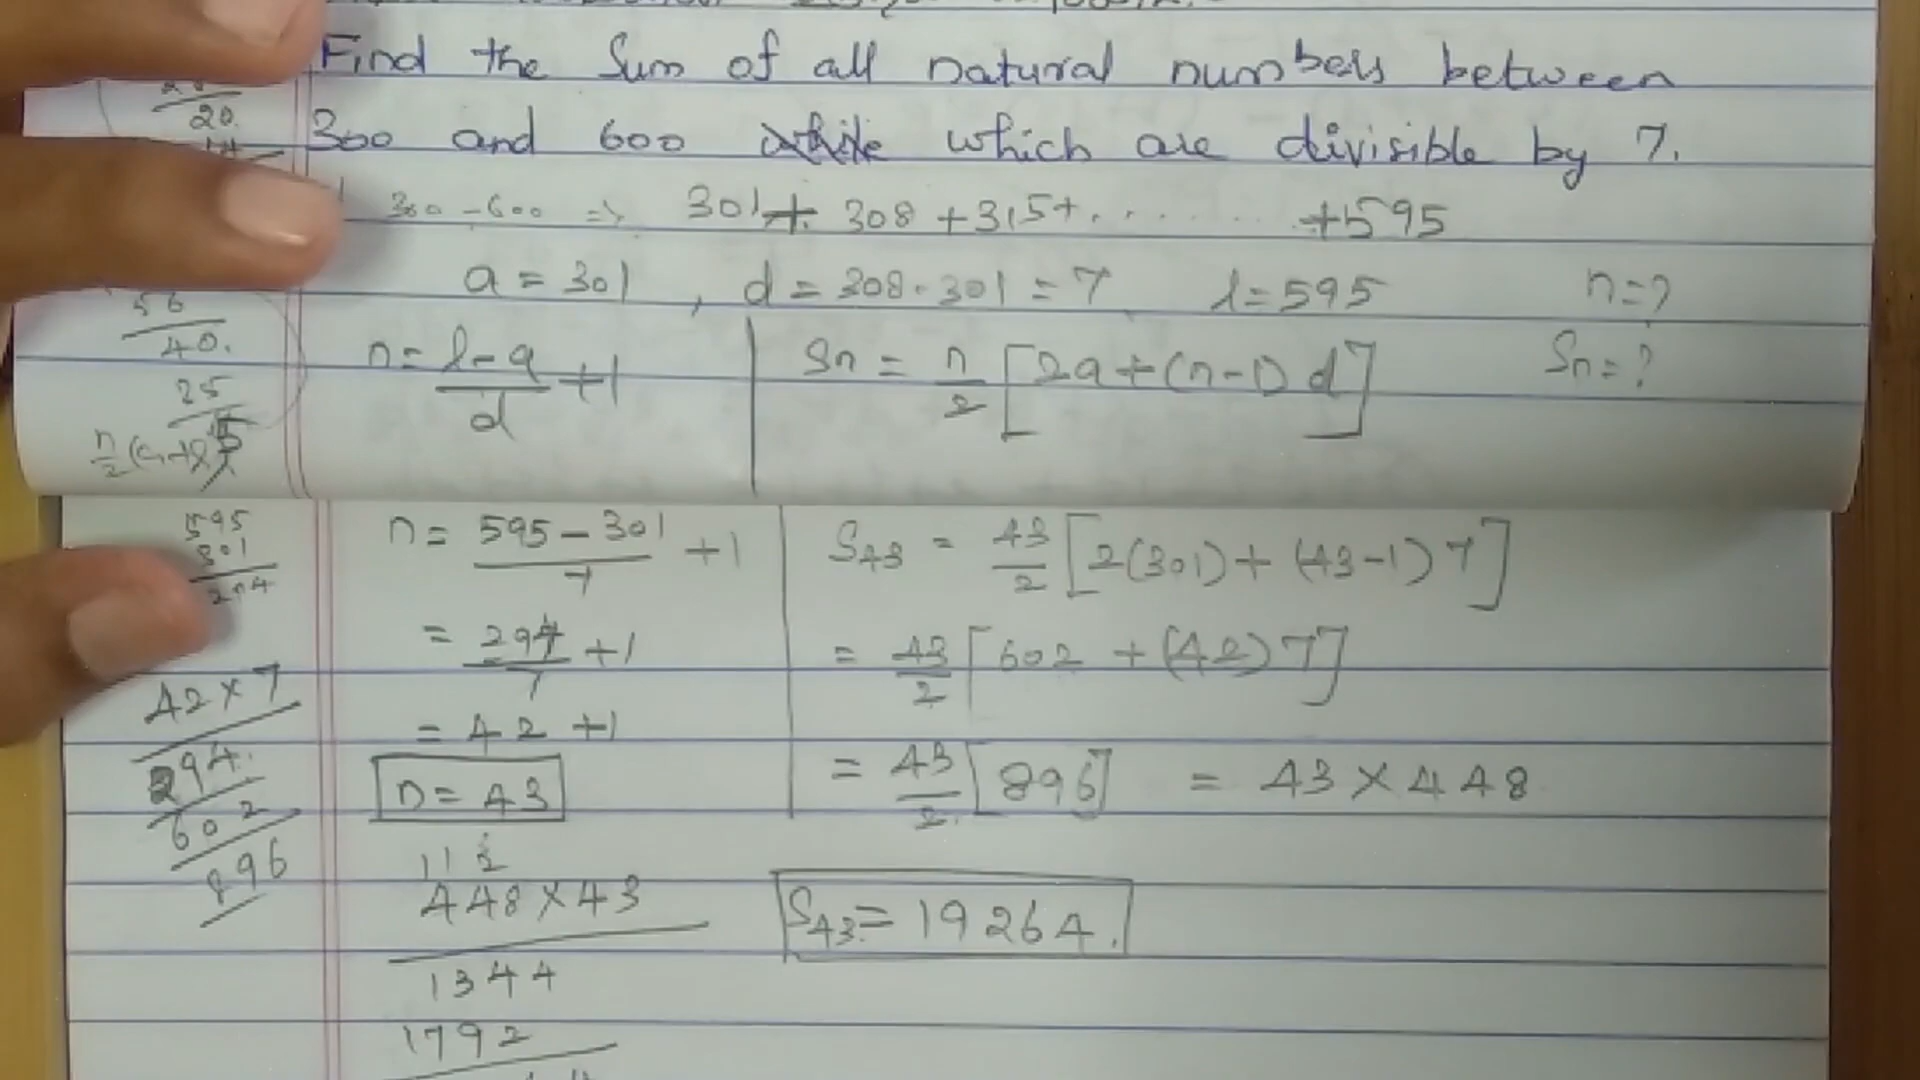 Find the Sum of all natural numbers between
300 and 600 which are divisible by 7.
300 - 600 => 301 + 308 + 315 + ........ + 595
a = 301 , d = 308 - 301 = 7 l = 595 n = ?
n = l - a / d + 1 Sn = n/2 [2a + (n - 1) d] Sn = ?
n = 595 - 301 / 7 + 1 S43 = 43/2 [2(301) + (43 - 1) 7]
= 294 / 7 + 1 = 43/2 [602 + (42) 7]
= 42 + 1
n = 43 = 43/2 [896] = 43 × 448
448 × 43
1344
1792
S43 = 19264.
20
56
40.
25
n/2 (a + l)
595
301
294
42 × 7
294.
602
896